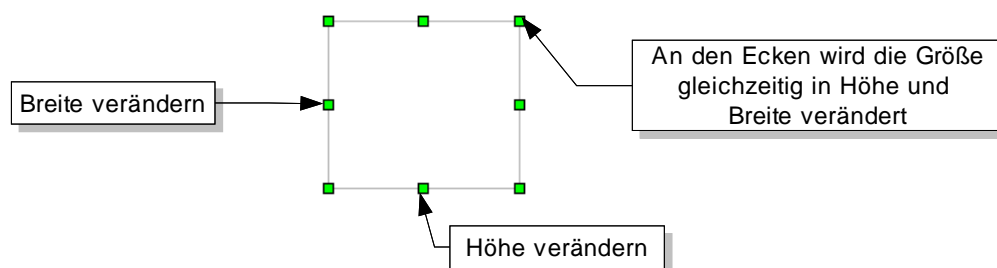 An den Ecken wird die Größe
gleichzeitig in Höhe und
Breite verändert
Breite verändern
Höhe verändern